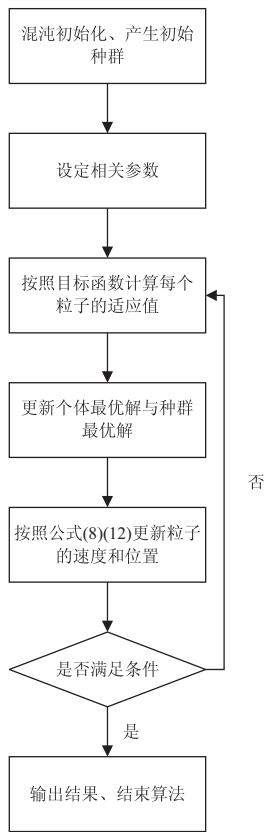 混沌初始化、产生初始
种群
设定相关参数
按照目标函数计算每个
粒子的适应值
更新个体最优解与种群
最优解
否
按照公式(8)(12)更新粒子
的速度和位置
是否满足条件
是
输出结果、结束算法